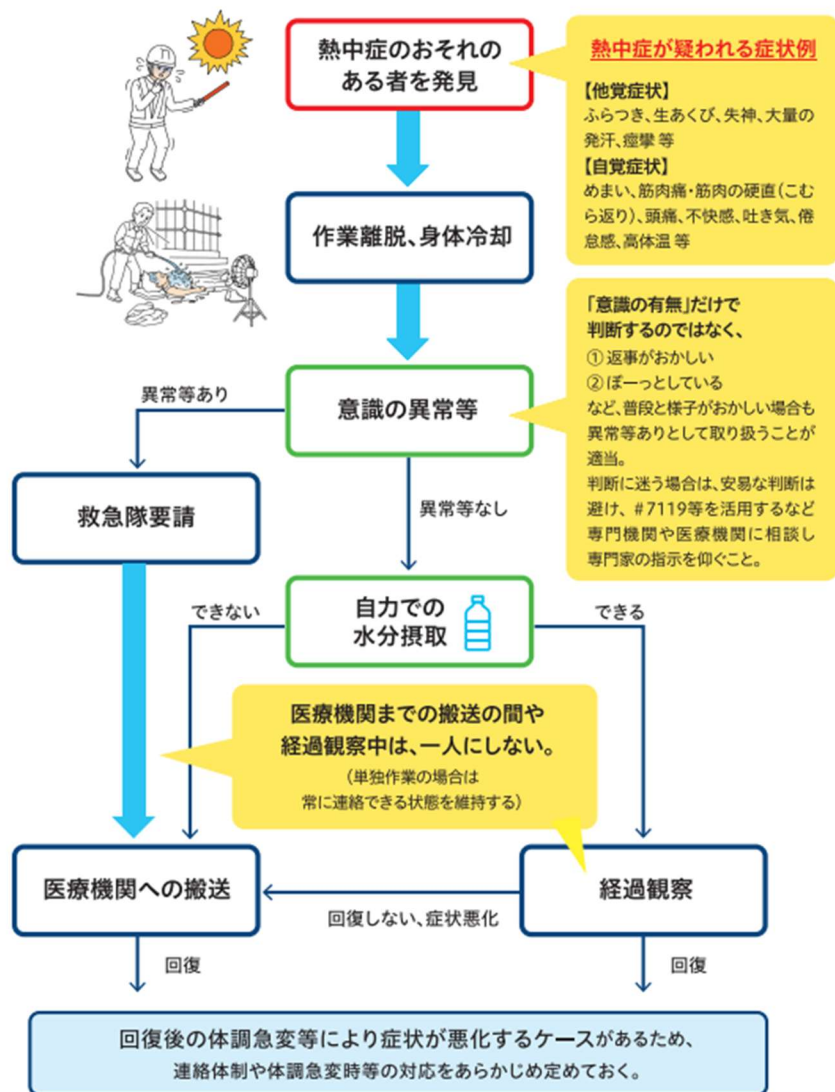 熱中症のおそれの
ある者を発見
熱中症が疑われる症状例
【他覚症状】
ふらつき、生あくび、失神、大量の
発汗、痙攣 等
【自覚症状】
めまい、筋肉痛・筋肉の硬直(こむ
ら返り)、頭痛、不快感、吐き気、倦
怠感、高体温 等
作業離脱、身体冷却
「意識の有無」だけで
判断するのではなく、
① 返事がおかしい
② ぼーっとしている
など、普段と様子がおかしい場合も
異常等ありとして取り扱うことが
適当。
判断に迷う場合は、安易な判断は
避け、#7119等を活用するなど
専門機関や医療機関に相談し
専門家の指示を仰ぐこと。
意識の異常等
異常等あり
救急隊要請
異常等なし
自力での
水分摂取
できない
できる
医療機関までの搬送の間や
経過観察中は、一人にしない。
(単独作業の場合は
常に連絡できる状態を維持する)
医療機関への搬送
経過観察
回復しない、症状悪化
回復
回復
回復後の体調急変等により症状が悪化するケースがあるため、
連絡体制や体調急変時等の対応をあらかじめ定めておく。